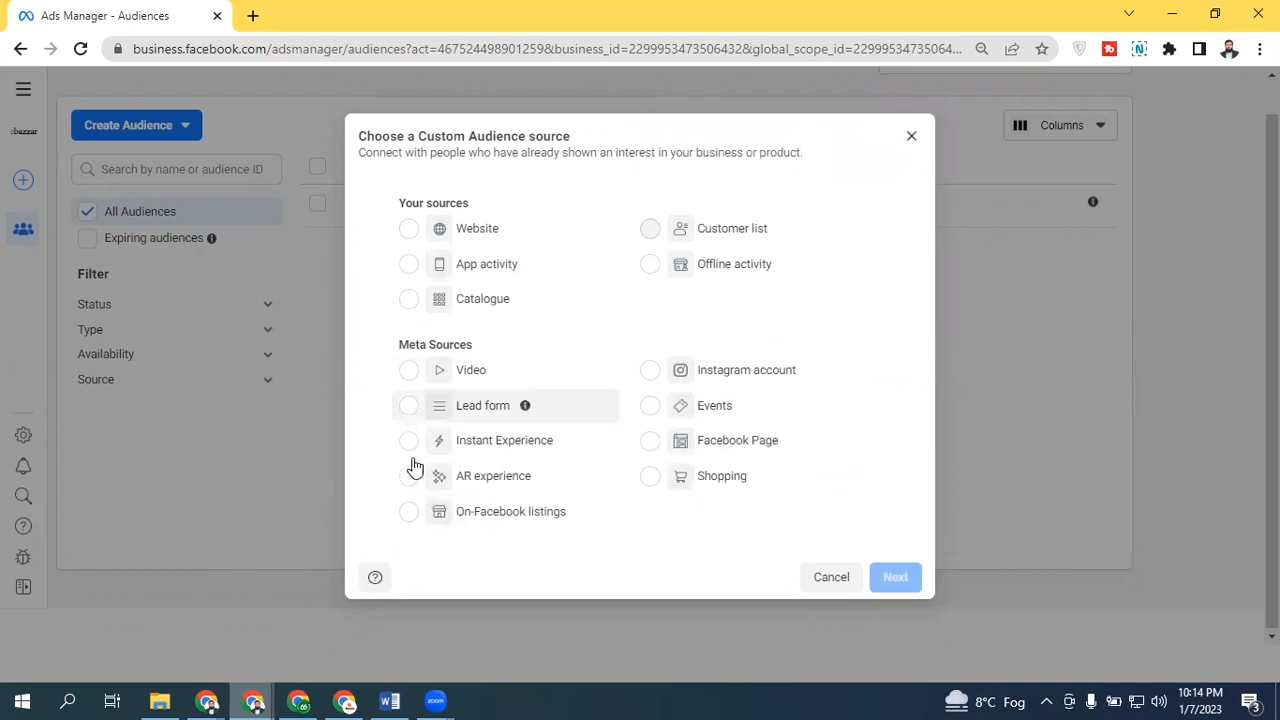 Ads Manager - Audiences
business.facebook.com/adsmanager/audiences?act=467524498901259&business_id=2299953473506432&global_scope_id=22999534735064...
ebazzar
Create Audience
Columns
Search by name or audience ID
All Audiences
Expiring audiences
Filter
Status
Type
Availability
Source
Choose a Custom Audience source
Connect with people who have already shown an interest in your business or product.
Your sources
Website
Customer list
App activity
Offline activity
Catalogue
Meta Sources
Video
Instagram account
Lead form
Events
Instant Experience
Facebook Page
AR experience
Shopping
On-Facebook listings
Cancel
Next
zoom
8°C Fog
10:14 PM
1/7/2023
3